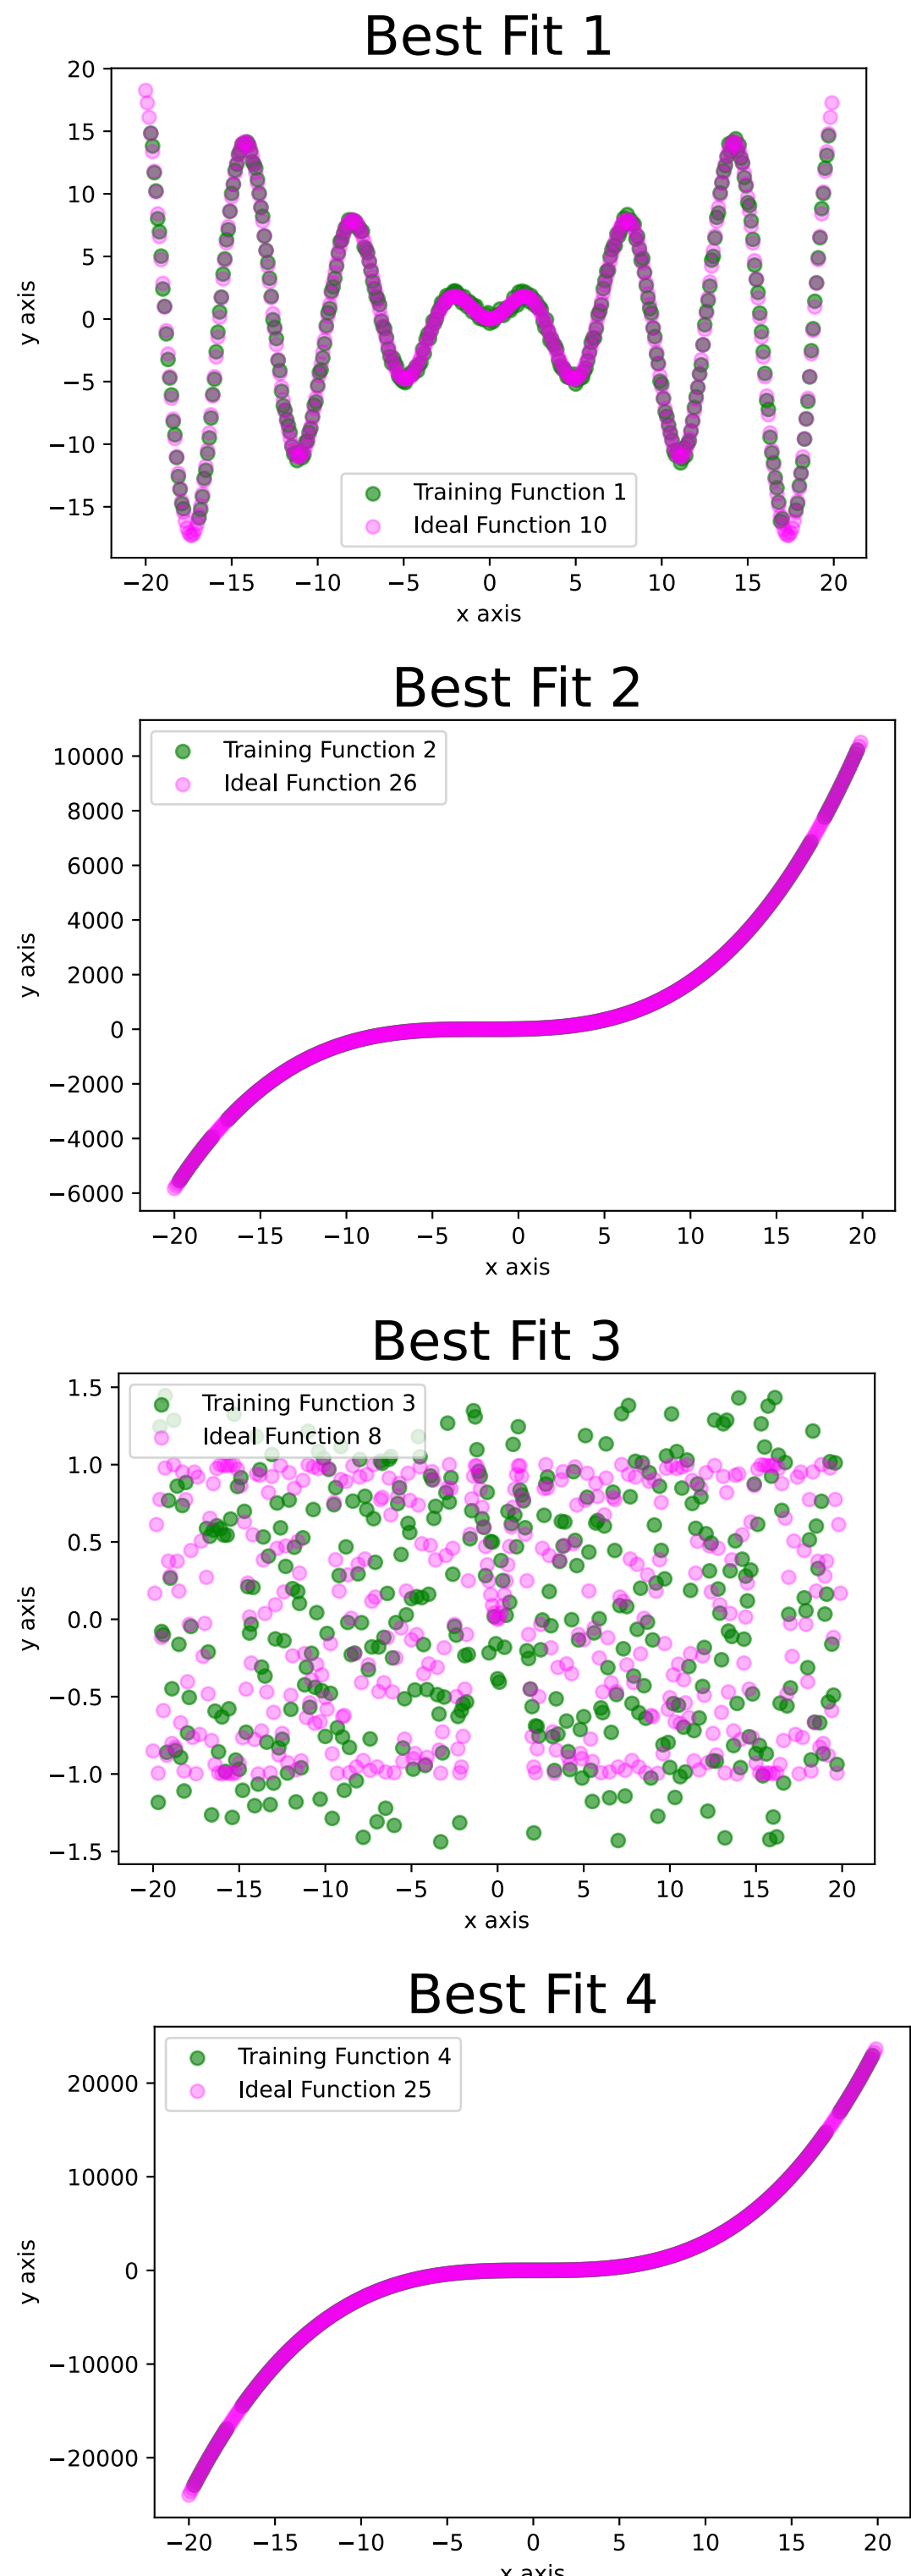 Best Fit 1
20
15
10
5
0
−5
−10
−15
y axis
Training Function 1
Ideal Function 10
−20 −15 −10 −5 0 5 10 15 20
x axis
Best Fit 2
Training Function 2
Ideal Function 26
10000
8000
6000
4000
2000
0
−2000
−4000
−6000
y axis
−20 −15 −10 −5 0 5 10 15 20
x axis
Best Fit 3
Training Function 3
Ideal Function 8
1.5
1.0
0.5
0.0
−0.5
−1.0
−1.5
y axis
−20 −15 −10 −5 0 5 10 15 20
x axis
Best Fit 4
Training Function 4
Ideal Function 25
20000
10000
0
−10000
−20000
y axis
−20 −15 −10 −5 0 5 10 15 20
x axis